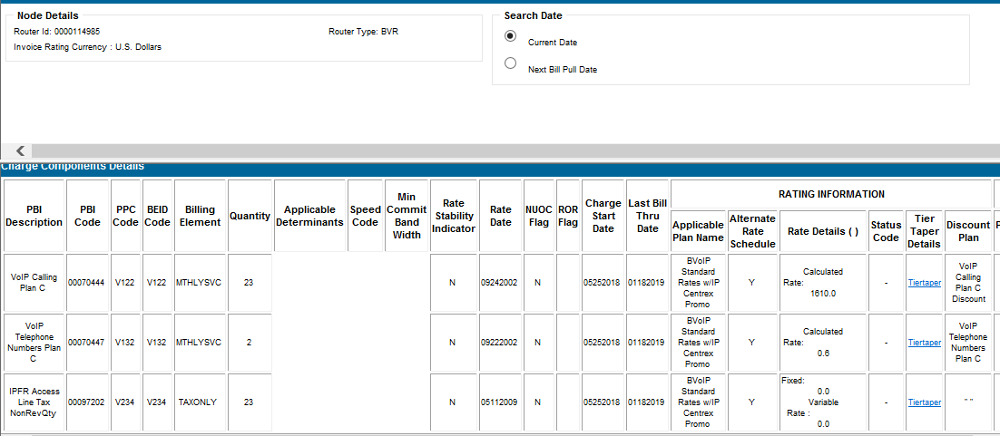 Node Details
Router Id: 0000114985 Router Type: BVR
Invoice Rating Currency : U.S. Dollars
Search Date
Current Date
Next Bill Pull Date
Charge Components Details
PBI Description PBI Code PPC Code BEID Code Billing Element Quantity Applicable Determinants Speed Code Min Commit Band Width Rate Stability Indicator Rate Date NUOC Flag ROR Flag Charge Start Date Last Bill Thru Date RATING INFORMATION
Applicable Plan Name Alternate Rate Schedule Rate Details ( ) Status Code Tier Taper Details Discount Plan
VoIP Calling Plan C 00070444 V122 V122 MTHLYSVC 23 N 09242002 N 05252018 01182019 BVoIP Standard Rates w/IP Centrex Promo Y Calculated Rate: 1610.0 - Tiertaper VoIP Calling Plan C Discount
VoIP Telephone Numbers Plan C 00070447 V132 V132 MTHLYSVC 2 N 09222002 N 05252018 01182019 BVoIP Standard Rates w/IP Centrex Promo Y Calculated Rate: 0.6 - Tiertaper VoIP Telephone Numbers Plan C
IPFR Access Line Tax NonRevQty 00097202 V234 V234 TAXONLY 23 N 05112009 N 05252018 01182019 BVoIP Standard Rates w/IP Centrex Promo Y Fixed: 0.0 Variable Rate : 0.0 - Tiertaper " "